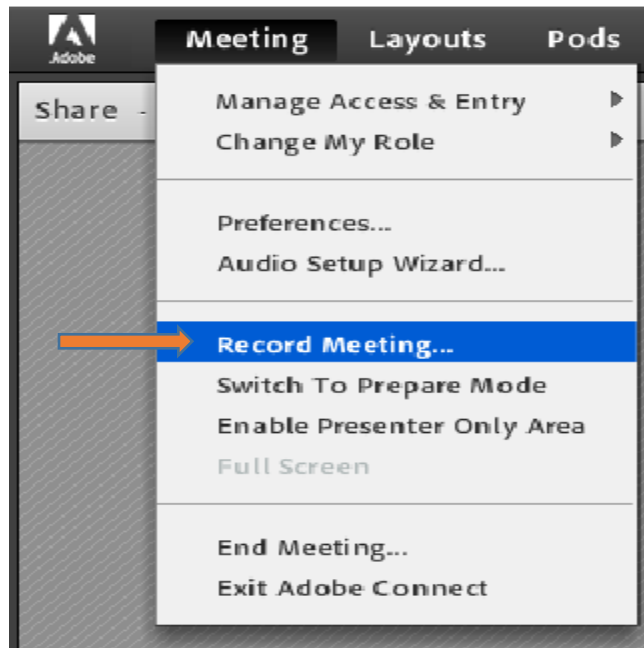 Adobe
Meeting Layouts Pods
Share -
Manage Access & Entry
Change My Role
Preferences...
Audio Setup Wizard...
Record Meeting...
Switch To Prepare Mode
Enable Presenter Only Area
Full Screen
End Meeting...
Exit Adobe Connect